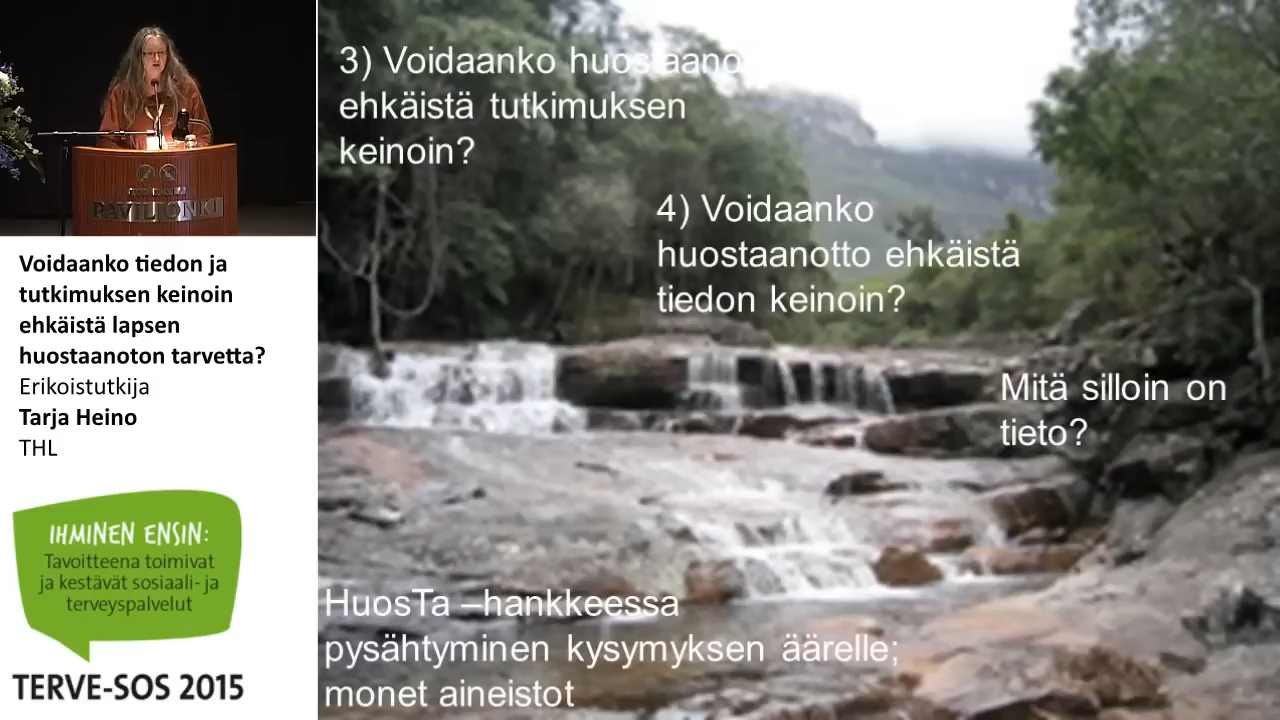 3) Voidaanko huostaano
ehkäistä tutkimuksen
keinoin?
4) Voidaanko
huostaanotto ehkäistä
tiedon keinoin?
Mitä silloin on
tieto?
HuosTa –hankkeessa
pysähtyminen kysymyksen äärelle;
monet aineistot
PAVILJONKI
Voidaanko tiedon ja
tutkimuksen keinoin
ehkäistä lapsen
huostaanoton tarvetta?
Erikoistutkija
Tarja Heino
THL
IHMINEN ENSIN:
Tavoitteena toimivat
ja kestävät sosiaali- ja
terveyspalvelut
TERVE-SOS 2015